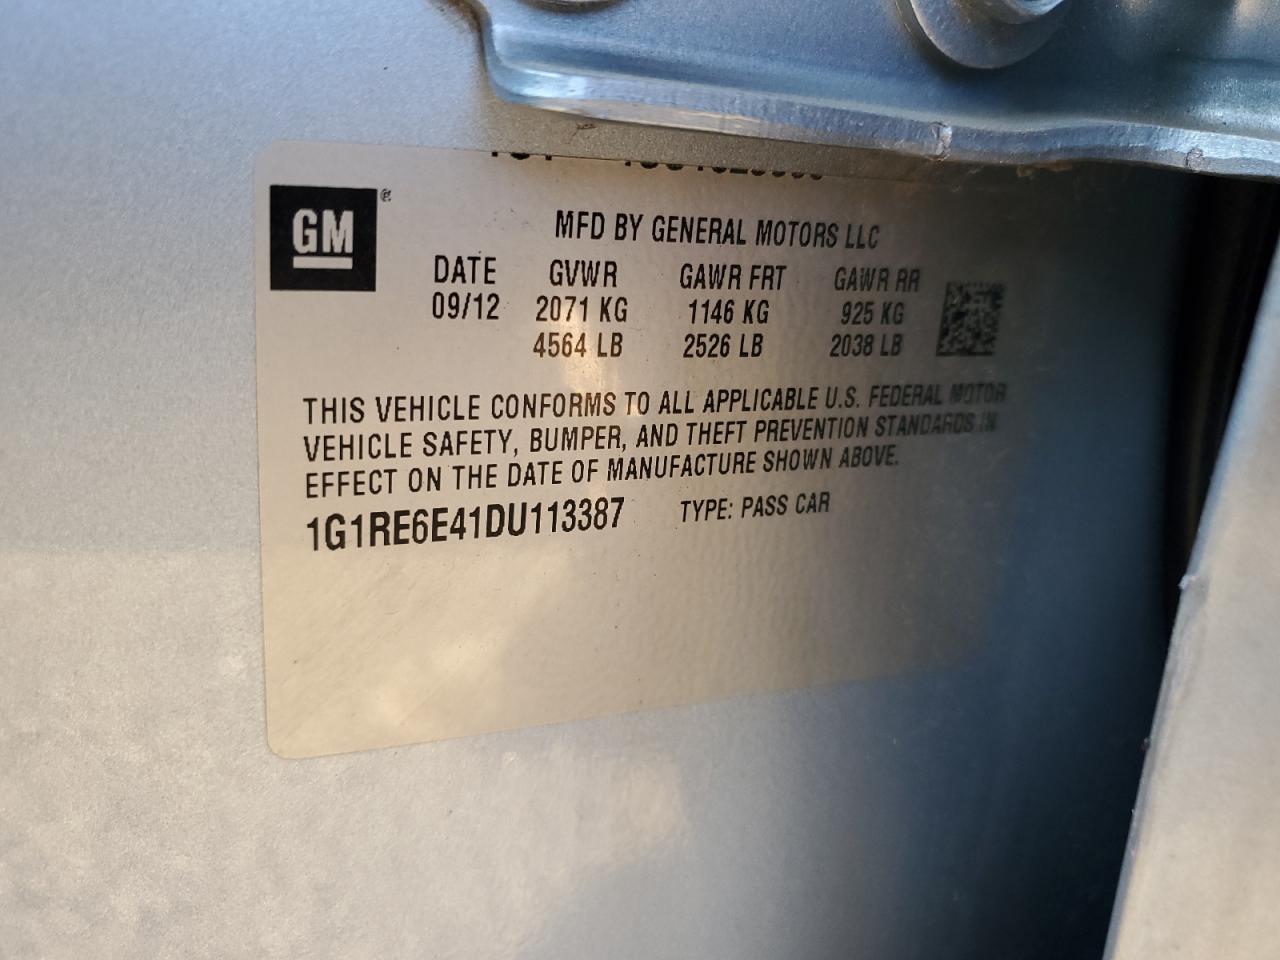 GM ®
MFD BY GENERAL MOTORS LLC
DATE GVWR GAWR FRT GAWR RR
09/12 2071 KG 1146 KG 925 KG
4564 LB 2526 LB 2038 LB
THIS VEHICLE CONFORMS TO ALL APPLICABLE U.S. FEDERAL MOTOR
VEHICLE SAFETY, BUMPER, AND THEFT PREVENTION STANDARDS IN
EFFECT ON THE DATE OF MANUFACTURE SHOWN ABOVE.
1G1RE6E41DU113387 TYPE: PASS CAR